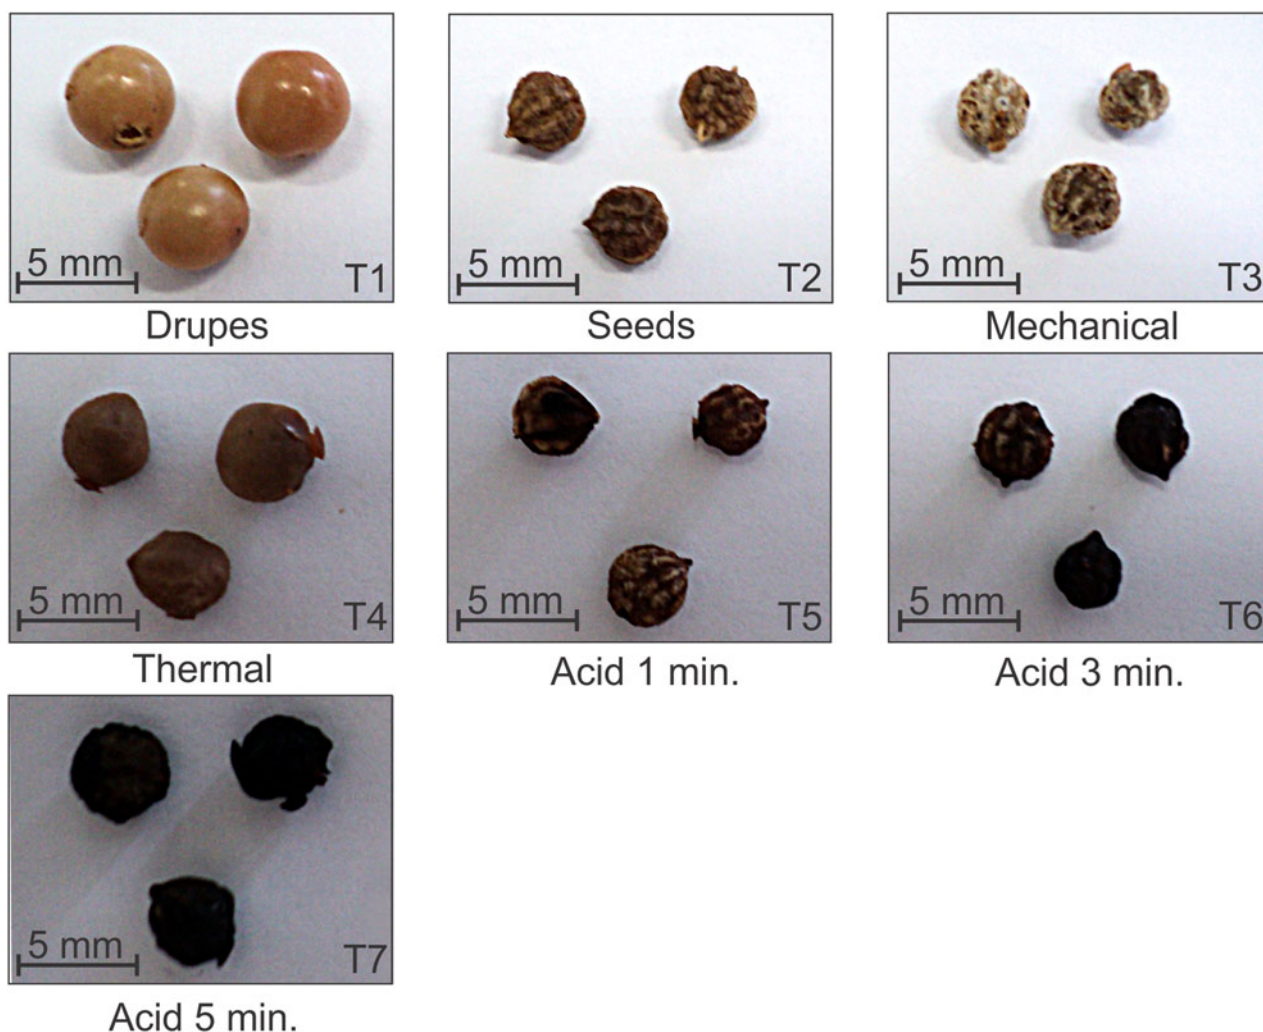 5 mm T1
5 mm T2
5 mm T3
Drupes
Seeds
Mechanical
5 mm T4
5 mm T5
5 mm T6
Thermal
Acid 1 min.
Acid 3 min.
5 mm T7
Acid 5 min.